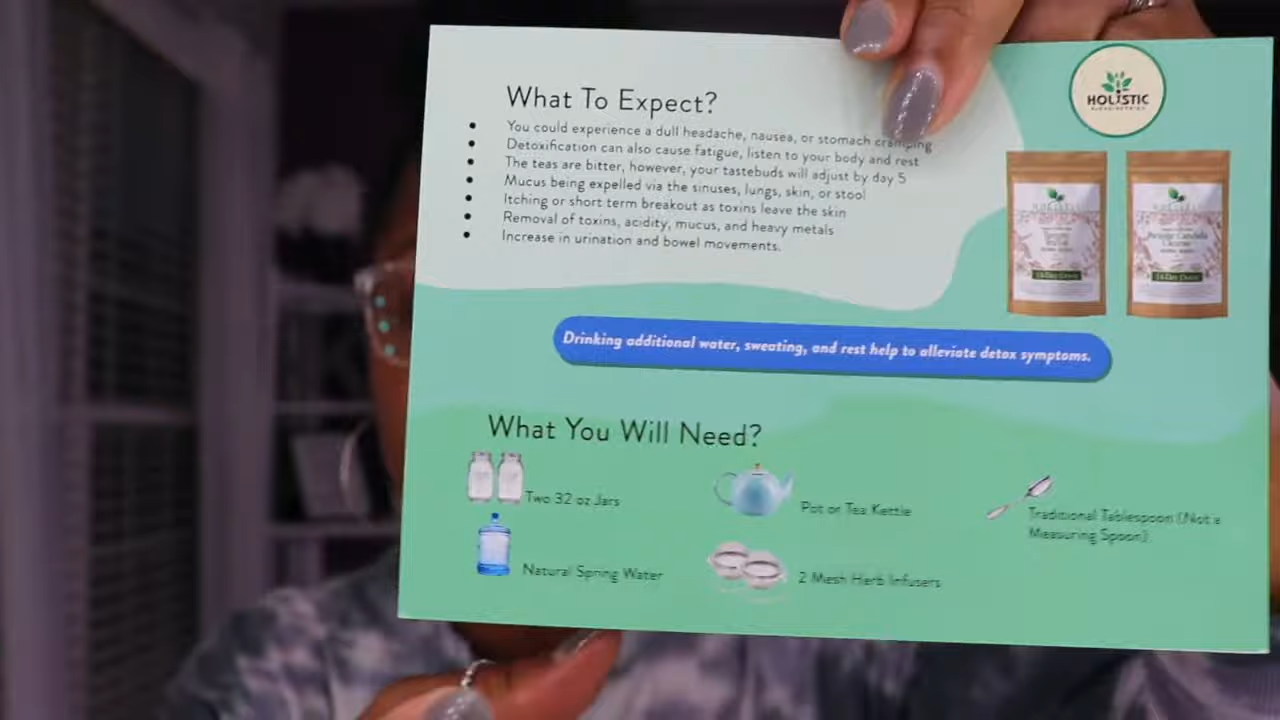 What To Expect?
• You could experience a dull headache, nausea, or stomach cramping
• Detoxification can also cause fatigue, listen to your body and rest
• The teas are bitter, however, your tastebuds will adjust by day 5
• Mucus being expelled via the sinuses, lungs, skin, or stool
• Itching or short term breakout as toxins leave the skin
• Removal of toxins, acidity, mucus, and heavy metals
• Increase in urination and bowel movements.
HOLISTIC
14 Day Detox
14 Day Detox
Drinking additional water, sweating, and rest help to alleviate detox symptoms.
What You Will Need?
Two 32 oz Jars
Pot or Tea Kettle
Traditional Tablespoon (Not a
Measuring Spoon)
Natural Spring Water
2 Mesh Herb Infusers